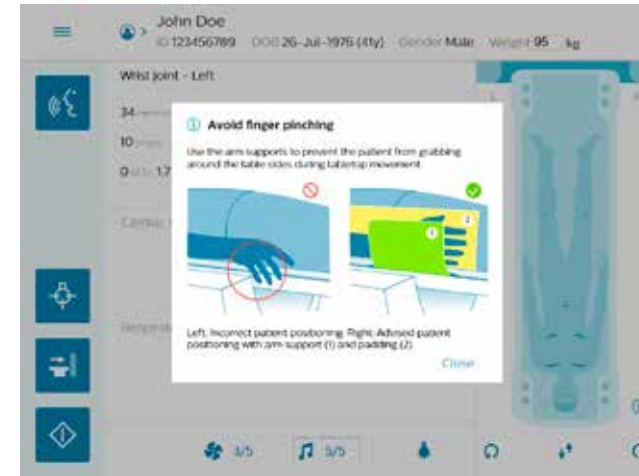 John Doe
ID 123456789 DOB 26-Jul-1976 (41y) Gender Male Weight 95 kg
Wrist joint - Left
34
10
0 1.7
Avoid finger pinching
Use the arm supports to prevent the patient from grabbing
around the table sides during tabletop movement
1
2
Left: Incorrect patient positioning. Right: Advised patient
positioning with arm support (1) and padding (2)
Close
3/5
5/5